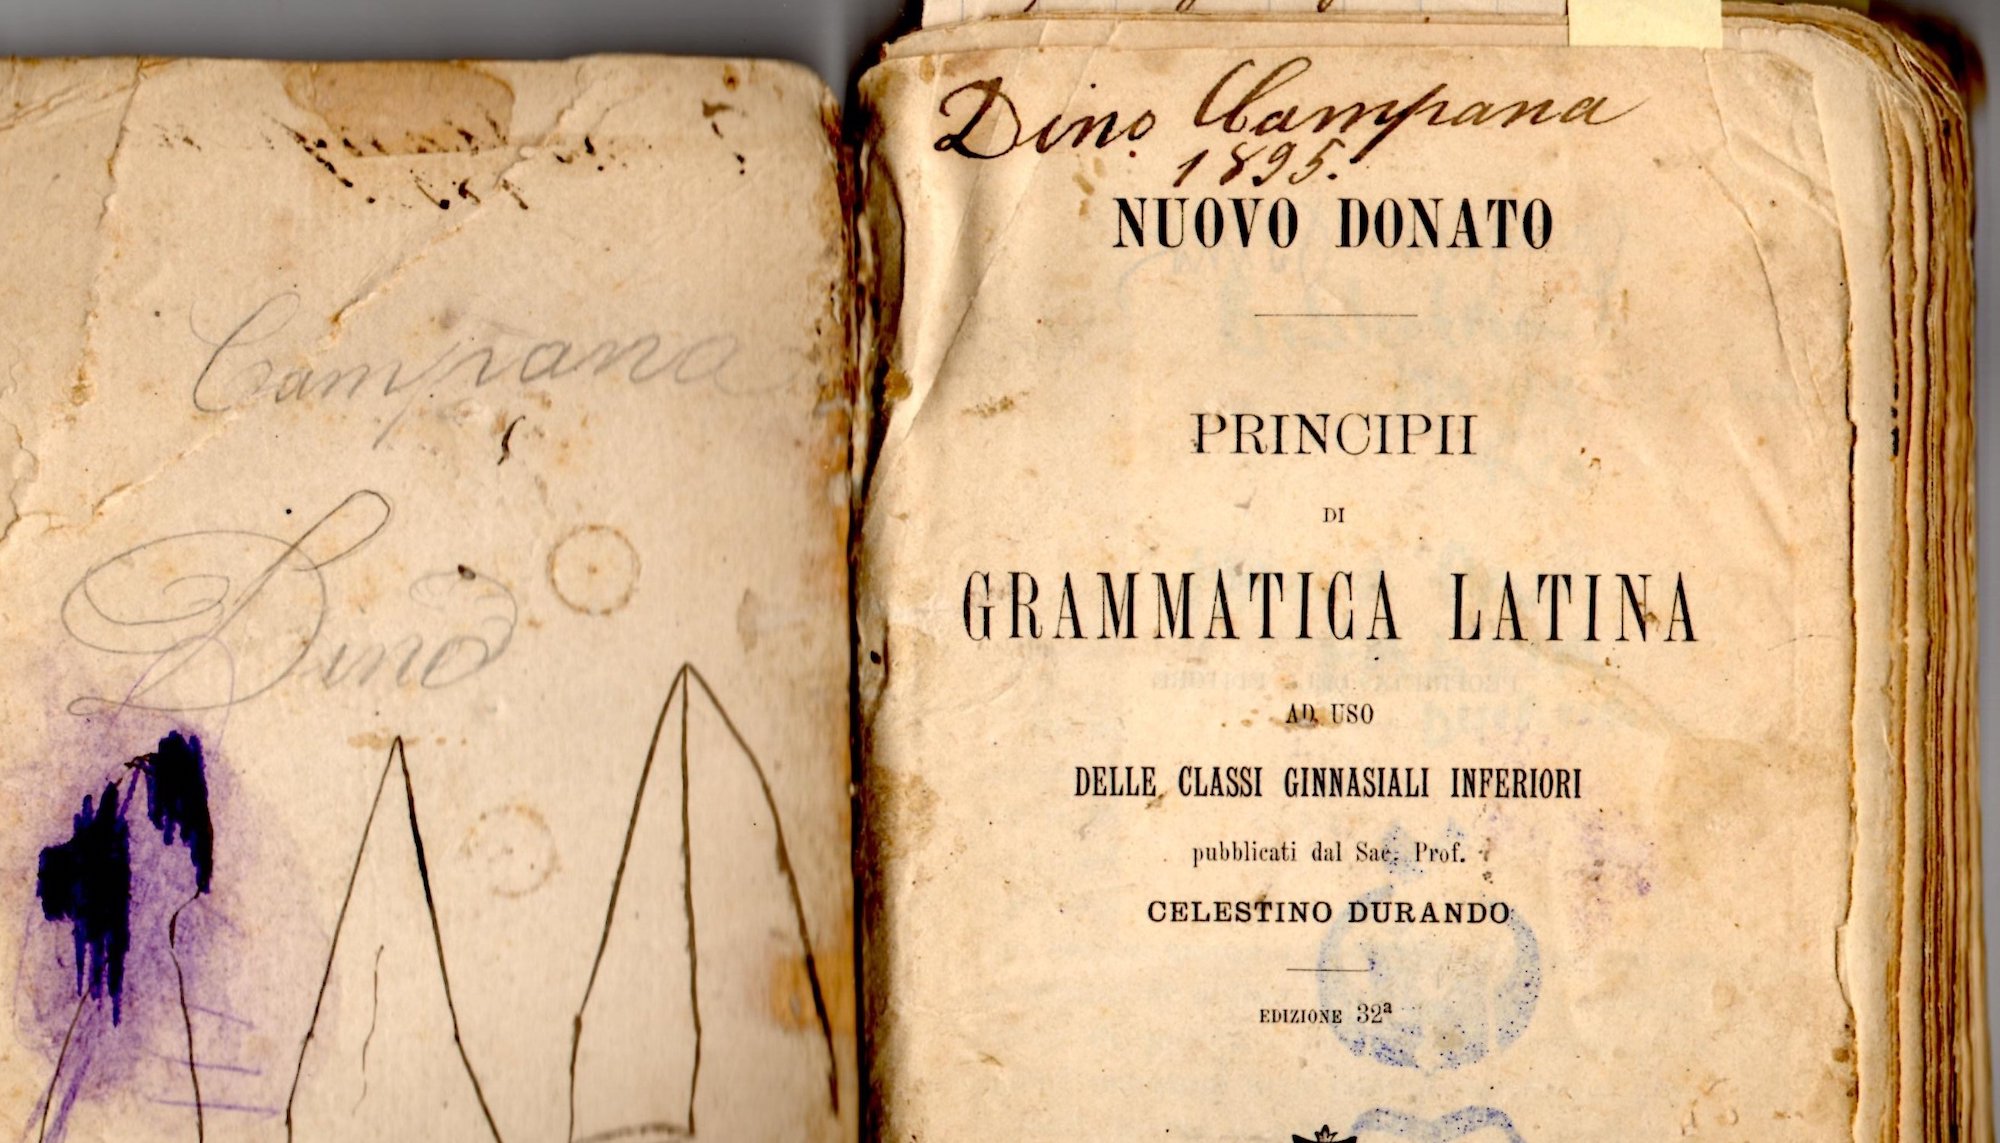 Campana
Dino
Dino Campana
1895.
NUOVO DONATO
PRINCIPII
DI
GRAMMATICA LATINA
AD USO
DELLE CLASSI GINNASIALI INFERIORI
pubblicati dal Sac. Prof.
CELESTINO DURANDO
EDIZIONE 32ª